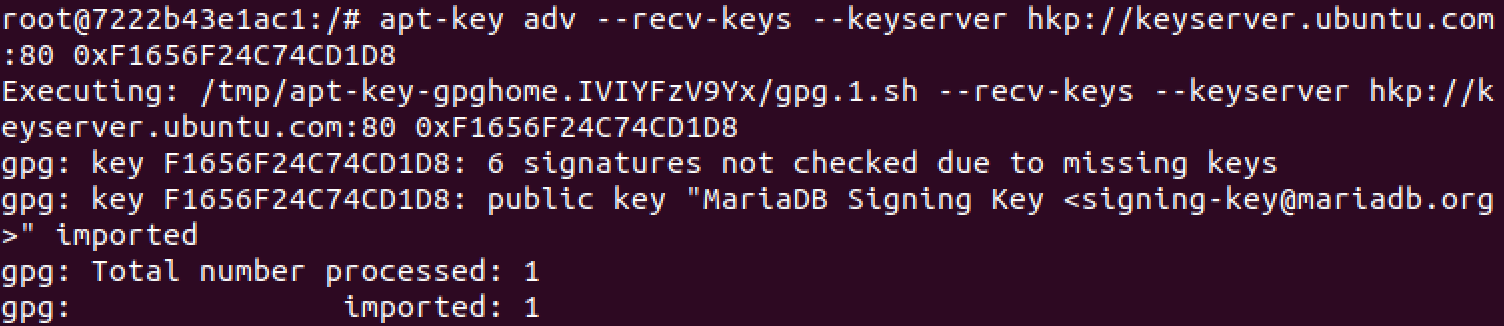 root@7222b43e1ac1:/# apt-key adv --recv-keys --keyserver hkp://keyserver.ubuntu.com
:80 0xF1656F24C74CD1D8
Executing: /tmp/apt-key-gpghome.IVIYFzV9Yx/gpg.1.sh --recv-keys --keyserver hkp://k
eyserver.ubuntu.com:80 0xF1656F24C74CD1D8
gpg: key F1656F24C74CD1D8: 6 signatures not checked due to missing keys
gpg: key F1656F24C74CD1D8: public key "MariaDB Signing Key <signing-key@mariadb.org
>" imported
gpg: Total number processed: 1
gpg:               imported: 1